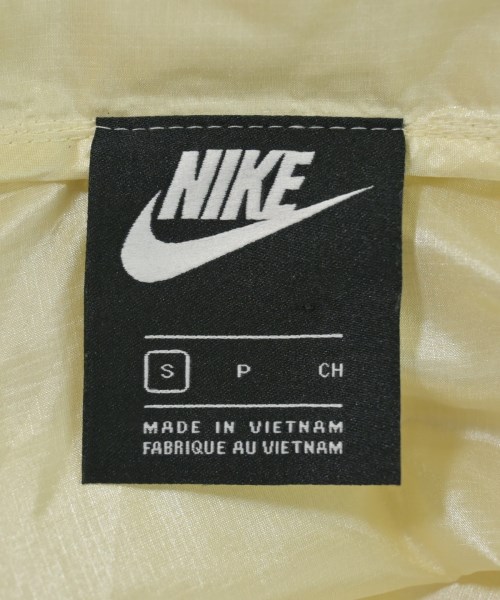 NIKE
S P CH
MADE IN VIETNAM
FABRIQUE AU VIETNAM